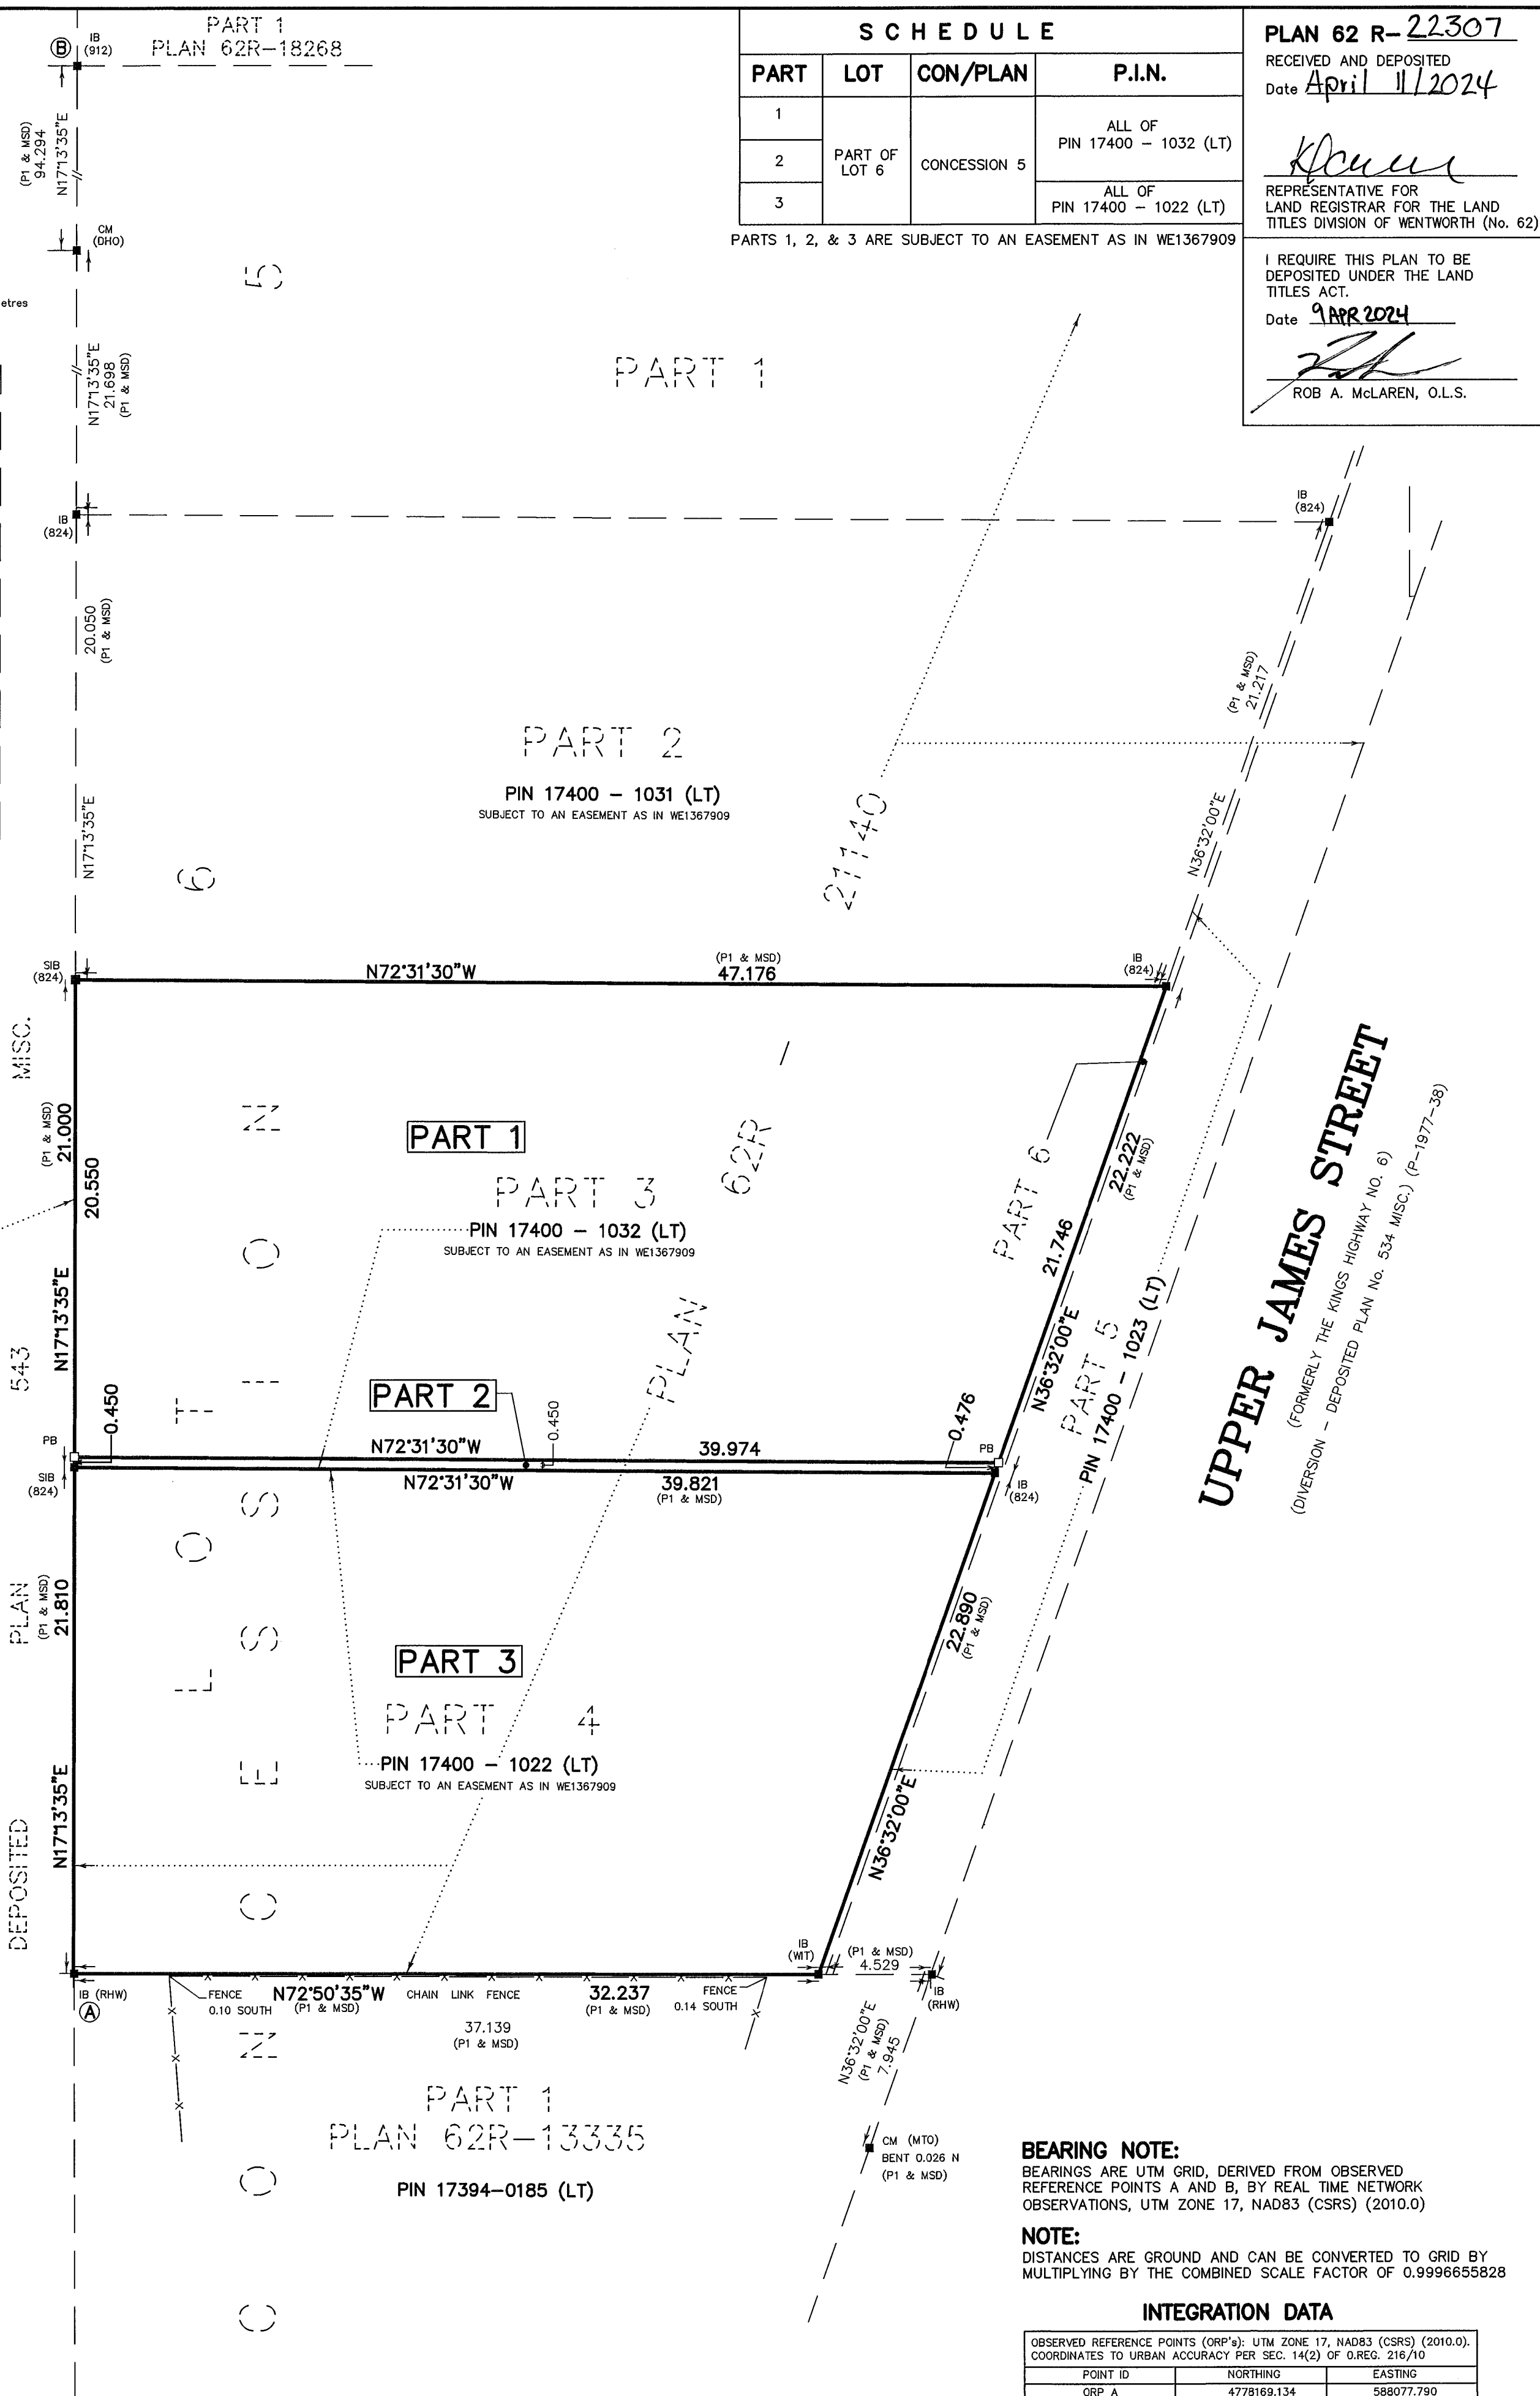 PART 1
PLAN 62R-18268
IB
(912)
B
(P1 & MSD)
94.294
N17°13'35"E
CM
(DHO)
etres
N17°13'35"E
21.698
(P1 & MSD)
IB
(824)
5
PART 1
SCHEDULE
PART LOT CON/PLAN P.I.N.
1
2
3
PART OF
LOT 6
CONCESSION 5
ALL OF
PIN 17400 - 1032 (LT)
ALL OF
PIN 17400 - 1022 (LT)
PARTS 1, 2, & 3 ARE SUBJECT TO AN EASEMENT AS IN WE1367909
PLAN 62 R- 22307
RECEIVED AND DEPOSITED
Date April 11/2024
REPRESENTATIVE FOR
LAND REGISTRAR FOR THE LAND
TITLES DIVISION OF WENTWORTH (No. 62)
I REQUIRE THIS PLAN TO BE
DEPOSITED UNDER THE LAND
TITLES ACT.
Date 9 APR 2024
ROB A. McLAREN, O.L.S.
IB
(824)
20.050
(P1 & MSD)
N17°13'35"E
(P1 & MSD)
21.217
N36°32'00"E
PART 2
PIN 17400 - 1031 (LT)
SUBJECT TO AN EASEMENT AS IN WE1367909
6
21140
SIB
(824)
N72°31'30"W
(P1 & MSD)
47.176
IB
(824)
MISC.
(P1 & MSD)
21.000
20.550
N17°13'35"E
N
O
I
T
PART 1
PART 3
PIN 17400 - 1032 (LT)
SUBJECT TO AN EASEMENT AS IN WE1367909
62R -
PLAN
PART 6
22.222
(P1 & MSD)
21.746
N36°32'00"E
PART 5
PIN 17400 - 1023 (LT)
UPPER JAMES STREET
(FORMERLY THE KINGS HIGHWAY NO. 6)
(DIVERSION - DEPOSITED PLAN No. 534 MISC.) (P-1977-38)
543
0.450
PART 2
0.450
0.476
PB
N72°31'30"W
39.974
PB
SIB
(824)
N72°31'30"W
39.821
(P1 & MSD)
IB
(824)
S
O
S
L
E
C
PLAN
(P1 & MSD)
21.810
N17°13'35"E
DEPOSITED
22.890
(P1 & MSD)
N36°32'00"E
PART 3
PART 4
PIN 17400 - 1022 (LT)
SUBJECT TO AN EASEMENT AS IN WE1367909
IB
(WIT)
(P1 & MSD)
4.529
IB (RHW)
A
FENCE
0.10 SOUTH
N72°50'35"W
(P1 & MSD)
CHAIN LINK FENCE
32.237
(P1 & MSD)
FENCE
0.14 SOUTH
IB
(RHW)
37.139
(P1 & MSD)
N36°32'00"E
(P1 & MSD)
7.945
N
O
C
PART 1
PLAN 62R-13335
PIN 17394-0185 (LT)
CM (MTO)
BENT 0.026 N
(P1 & MSD)
BEARING NOTE:
BEARINGS ARE UTM GRID, DERIVED FROM OBSERVED
REFERENCE POINTS A AND B, BY REAL TIME NETWORK
OBSERVATIONS, UTM ZONE 17, NAD83 (CSRS) (2010.0)
NOTE:
DISTANCES ARE GROUND AND CAN BE CONVERTED TO GRID BY
MULTIPLYING BY THE COMBINED SCALE FACTOR OF 0.9996655828
INTEGRATION DATA
OBSERVED REFERENCE POINTS (ORP's): UTM ZONE 17, NAD83 (CSRS) (2010.0).
COORDINATES TO URBAN ACCURACY PER SEC. 14(2) OF O.REG. 216/10
POINT ID NORTHING EASTING
ORP A 4778169.134 588077.790